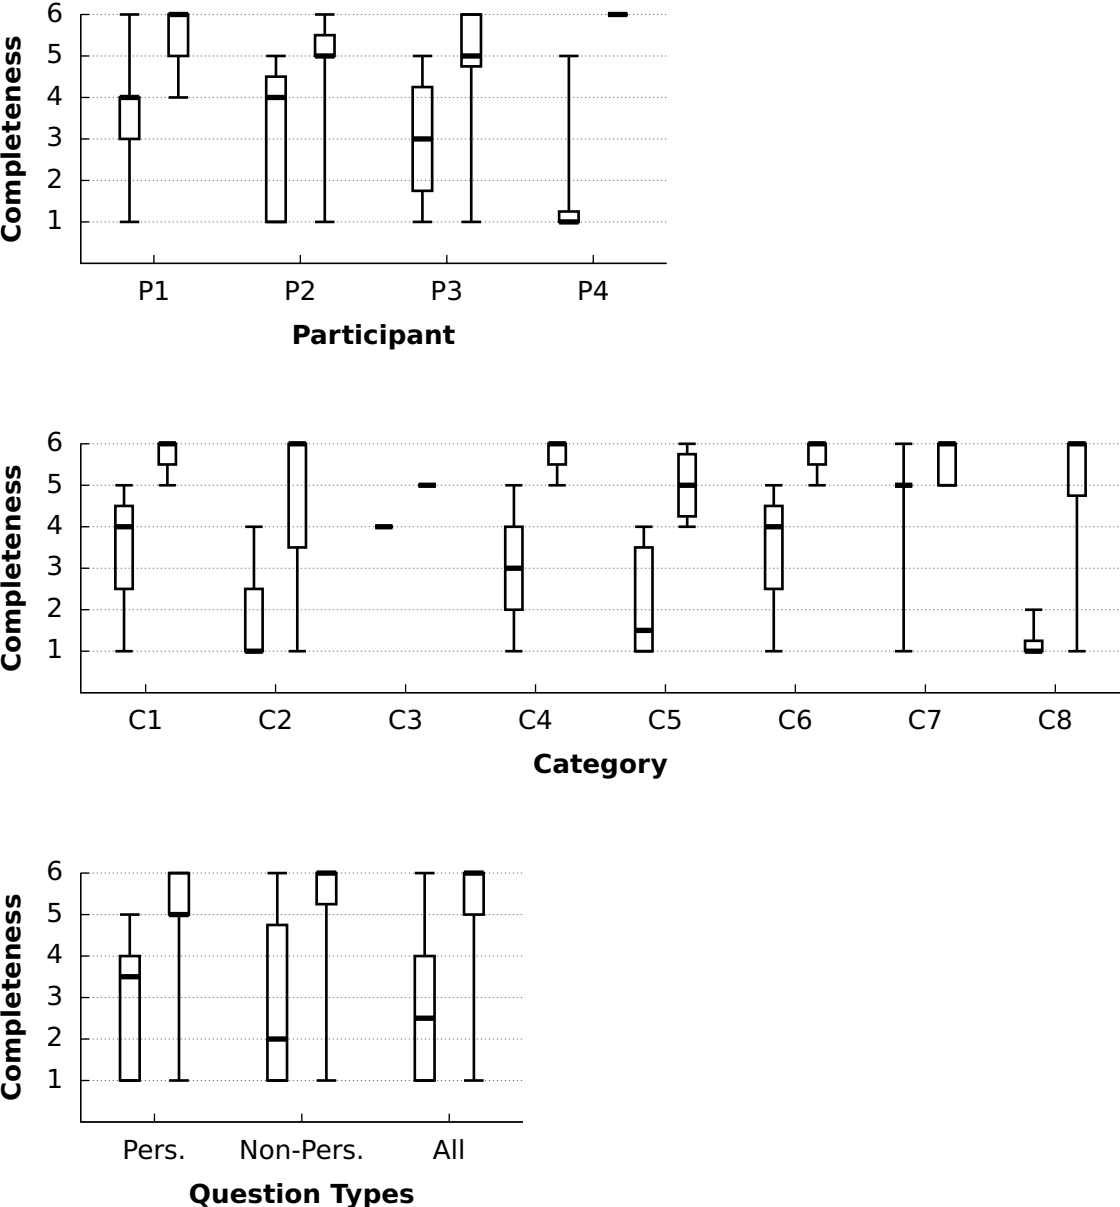 Completeness
6
5
4
3
2
1
P1 P2 P3 P4
Participant
Completeness
6
5
4
3
2
1
C1 C2 C3 C4 C5 C6 C7 C8
Category
Completeness
6
5
4
3
2
1
Pers. Non-Pers. All
Question Types